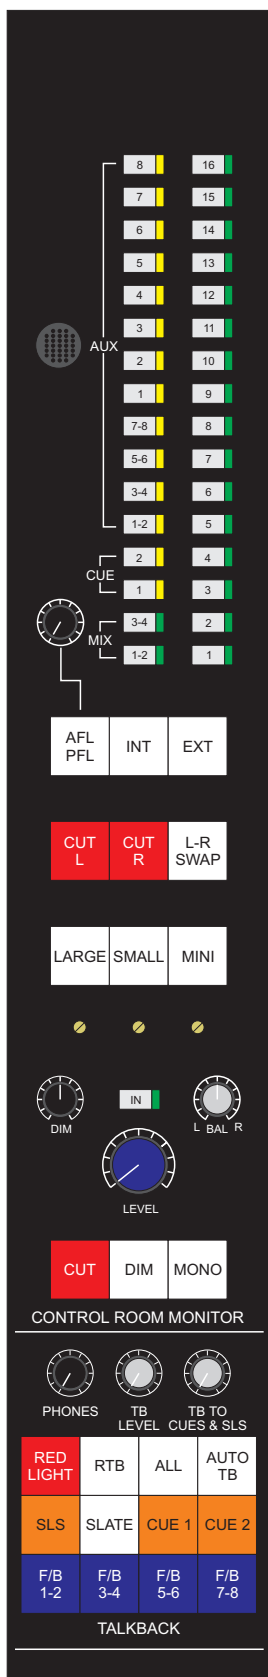 8 16
7 15
6 14
5 13
4 12
3 11
AUX
2 10
1 9
7-8 8
5-6 7
3-4 6
1-2 5
2 4
CUE
1 3
3-4 2
MIX
1-2 1
AFL PFL INT EXT
CUT L CUT R L-R SWAP
LARGE SMALL MINI
IN
DIM L BAL R
LEVEL
CUT DIM MONO
CONTROL ROOM MONITOR
PHONES TB LEVEL TB TO CUES & SLS
RED LIGHT RTB ALL AUTO TB
SLS SLATE CUE 1 CUE 2
F/B 1-2 F/B 3-4 F/B 5-6 F/B 7-8
TALKBACK